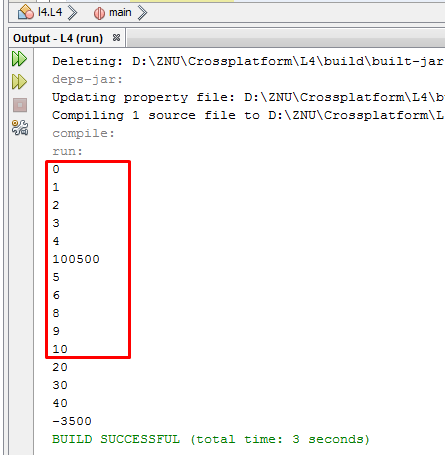 l4.L4 main
Output - L4 (run)
Deleting: D:\ZNU\Crossplatform\L4\build\built-jar
deps-jar:
Updating property file: D:\ZNU\Crossplatform\L4\b
Compiling 1 source file to D:\ZNU\Crossplatform\L
compile:
run:
0
1
2
3
4
100500
5
6
8
9
10
20
30
40
-3500
BUILD SUCCESSFUL (total time: 3 seconds)